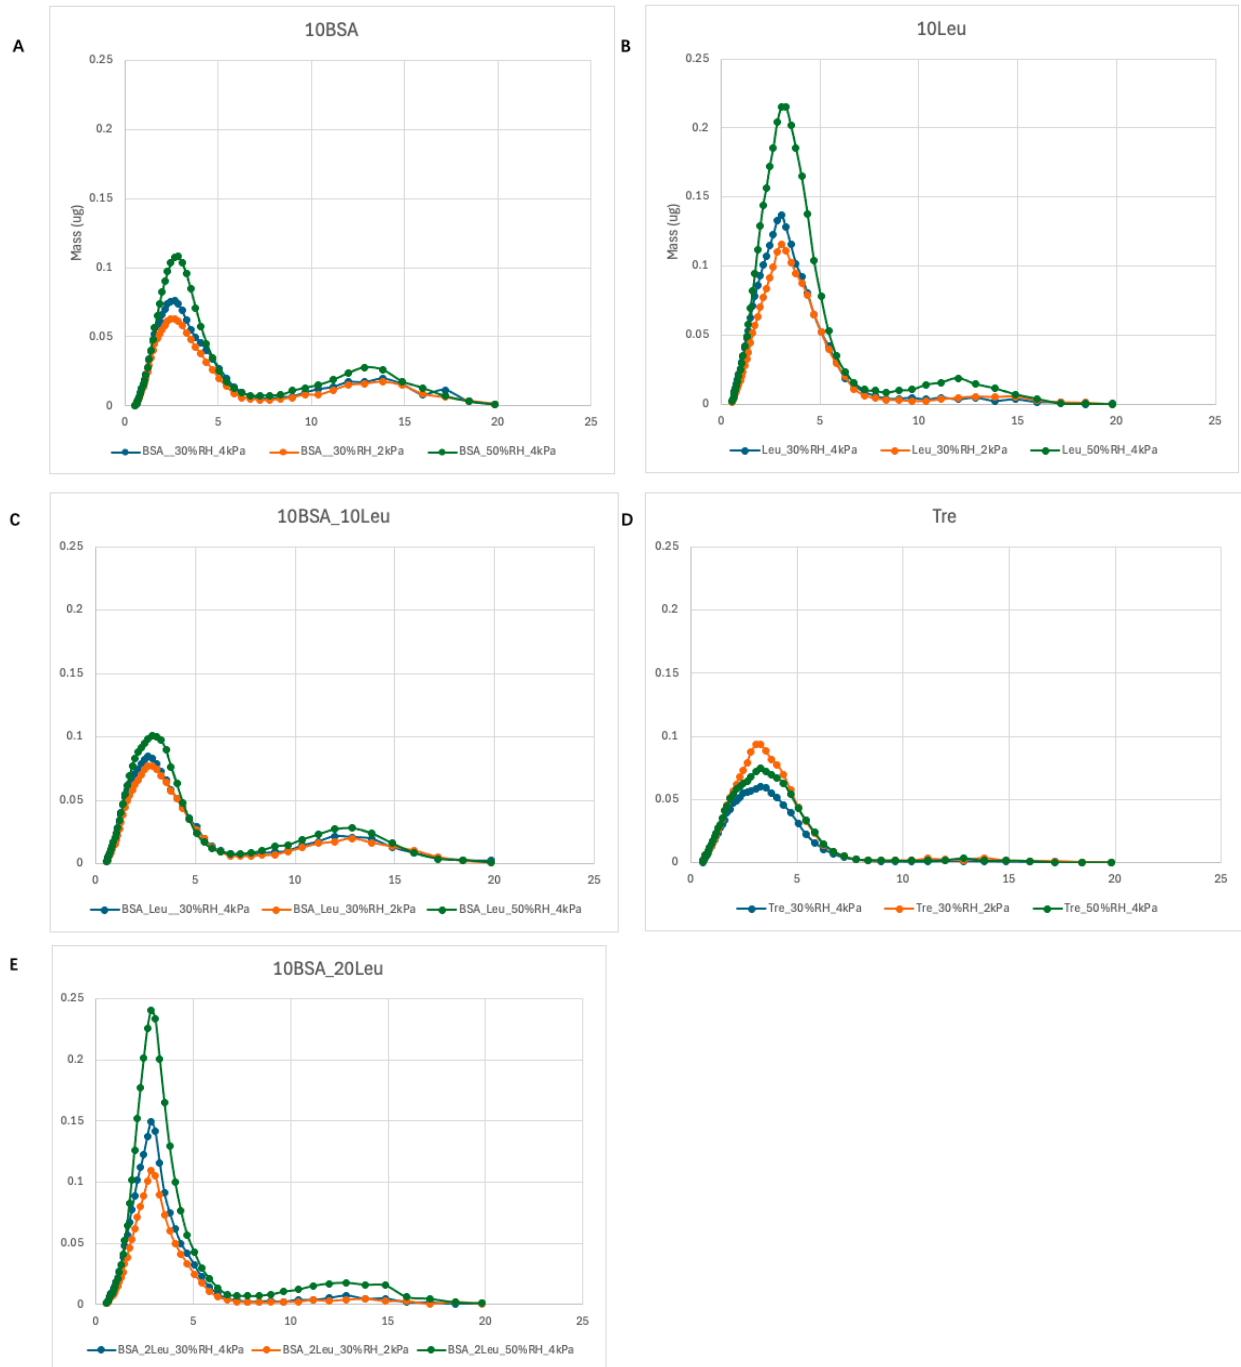 A
10BSA
0.25
0.2
0.15
0.1
0.05
0
Mass (ug)
0 5 10 15 20 25
BSA__30%RH_4kPa BSA__30%RH_2kPa BSA_50%RH_4kPa
B
10Leu
0.25
0.2
0.15
0.1
0.05
0
Mass (ug)
0 5 10 15 20 25
Leu_30%RH_4kPa Leu_30%RH_2kPa Leu_50%RH_4kPa
C
10BSA_10Leu
0.25
0.2
0.15
0.1
0.05
0
0 5 10 15 20 25
BSA_Leu__30%RH_4kPa BSA_Leu_30%RH_2kPa BSA_Leu_50%RH_4kPa
D
Tre
0.25
0.2
0.15
0.1
0.05
0
0 5 10 15 20 25
Tre_30%RH_4kPa Tre_30%RH_2kPa Tre_50%RH_4kPa
E
10BSA_20Leu
0.25
0.2
0.15
0.1
0.05
0
0 5 10 15 20 25
BSA_2Leu_30%RH_4kPa BSA_2Leu_30%RH_2kPa BSA_2Leu_50%RH_4kPa